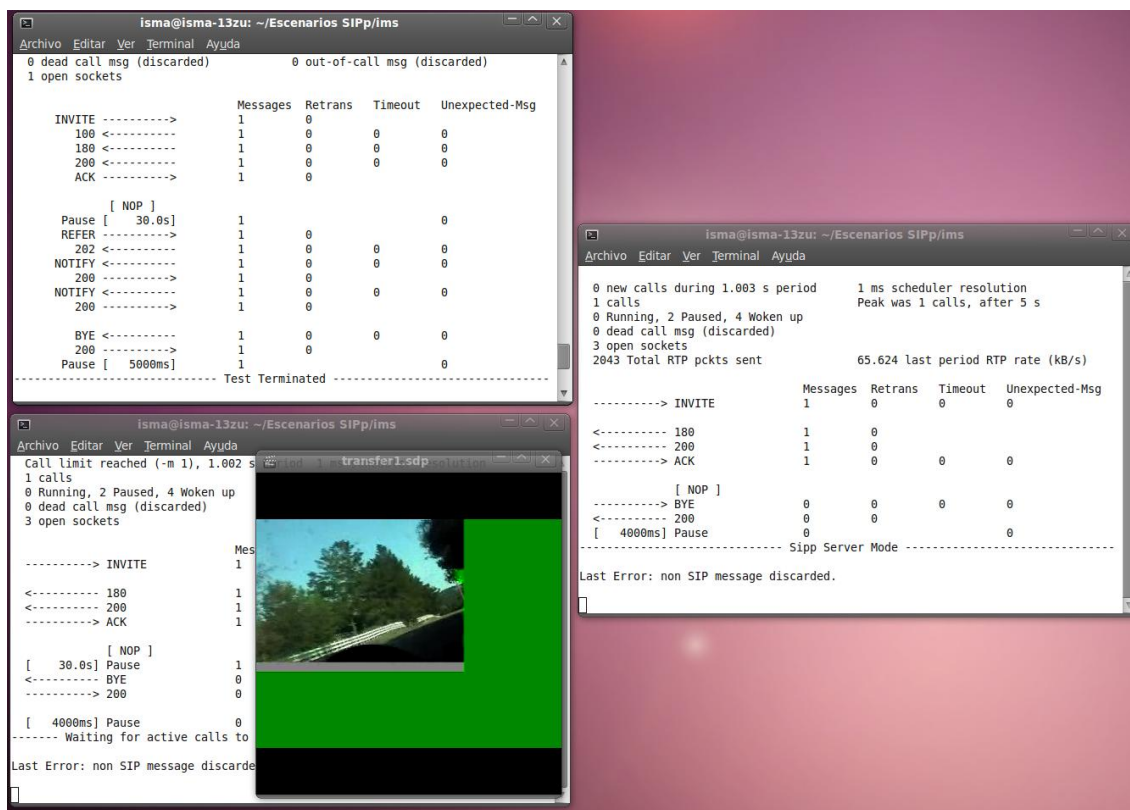 isma@isma-13zu: ~/Escenarios SIPp/ims
Archivo Editar Ver Terminal Ayuda
0 dead call msg (discarded) 0 out-of-call msg (discarded)
1 open sockets
Messages Retrans Timeout Unexpected-Msg
INVITE ----------> 1 0
100 <---------- 1 0 0 0
180 <---------- 1 0 0 0
200 <---------- 1 0 0 0
ACK ----------> 1 0
[ NOP ]
Pause [ 30.0s] 1 0
REFER ----------> 1 0
202 <---------- 1 0 0 0
NOTIFY <---------- 1 0 0 0
200 ----------> 1 0
NOTIFY <---------- 1 0 0 0
200 ----------> 1 0
BYE <---------- 1 0 0 0
200 ----------> 1 0
Pause [ 5000ms] 1 0
---------------------------- Test Terminated ------------------------------
isma@isma-13zu: ~/Escenarios SIPp/ims
Archivo Editar Ver Terminal Ayuda
0 new calls during 1.003 s period 1 ms scheduler resolution
1 calls Peak was 1 calls, after 5 s
0 Running, 2 Paused, 4 Woken up
0 dead call msg (discarded)
3 open sockets
2043 Total RTP pckts sent 65.624 last period RTP rate (kB/s)
Messages Retrans Timeout Unexpected-Msg
----------> INVITE 1 0 0 0
<---------- 180 1 0
<---------- 200 1 0
----------> ACK 1 0 0 0
[ NOP ]
----------> BYE 0 0 0 0
<---------- 200 0 0
[ 4000ms] Pause 0 0
---------------------------- Sipp Server Mode -----------------------------
Last Error: non SIP message discarded.
isma@isma-13zu: ~/Escenarios SIPp/ims
Archivo Editar Ver Terminal Ayuda
Call limit reached (-m 1), 1.002 s
1 calls
0 Running, 2 Paused, 4 Woken up
0 dead call msg (discarded)
3 open sockets
Mes
----------> INVITE 1
<---------- 180 1
<---------- 200 1
----------> ACK 1
[ NOP ]
[ 30.0s] Pause 1
<---------- BYE 0
----------> 200 0
[ 4000ms] Pause 0
------- Waiting for active calls to
Last Error: non SIP message discarde
transfer1.sdp